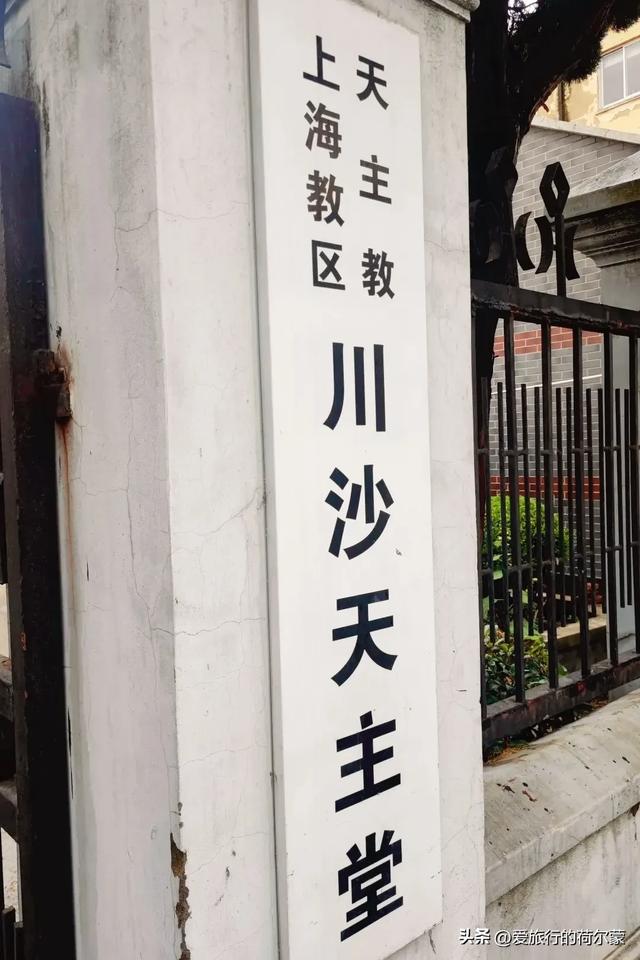 天主教
上海教区
川沙天主堂
头条 @爱旅行的荷尔蒙